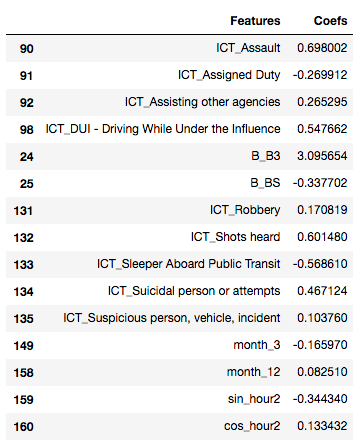 Features Coefs
90 ICT_Assault 0.698002
91 ICT_Assigned Duty -0.269912
92 ICT_Assisting other agencies 0.265295
98 ICT_DUI - Driving While Under the Influence 0.547662
24 B_B3 3.095654
25 B_BS -0.337702
131 ICT_Robbery 0.170819
132 ICT_Shots heard 0.601480
133 ICT_Sleeper Aboard Public Transit -0.568610
134 ICT_Suicidal person or attempts 0.467124
135 ICT_Suspicious person, vehicle, incident 0.103760
149 month_3 -0.165970
158 month_12 0.082510
159 sin_hour2 -0.344340
160 cos_hour2 0.133432